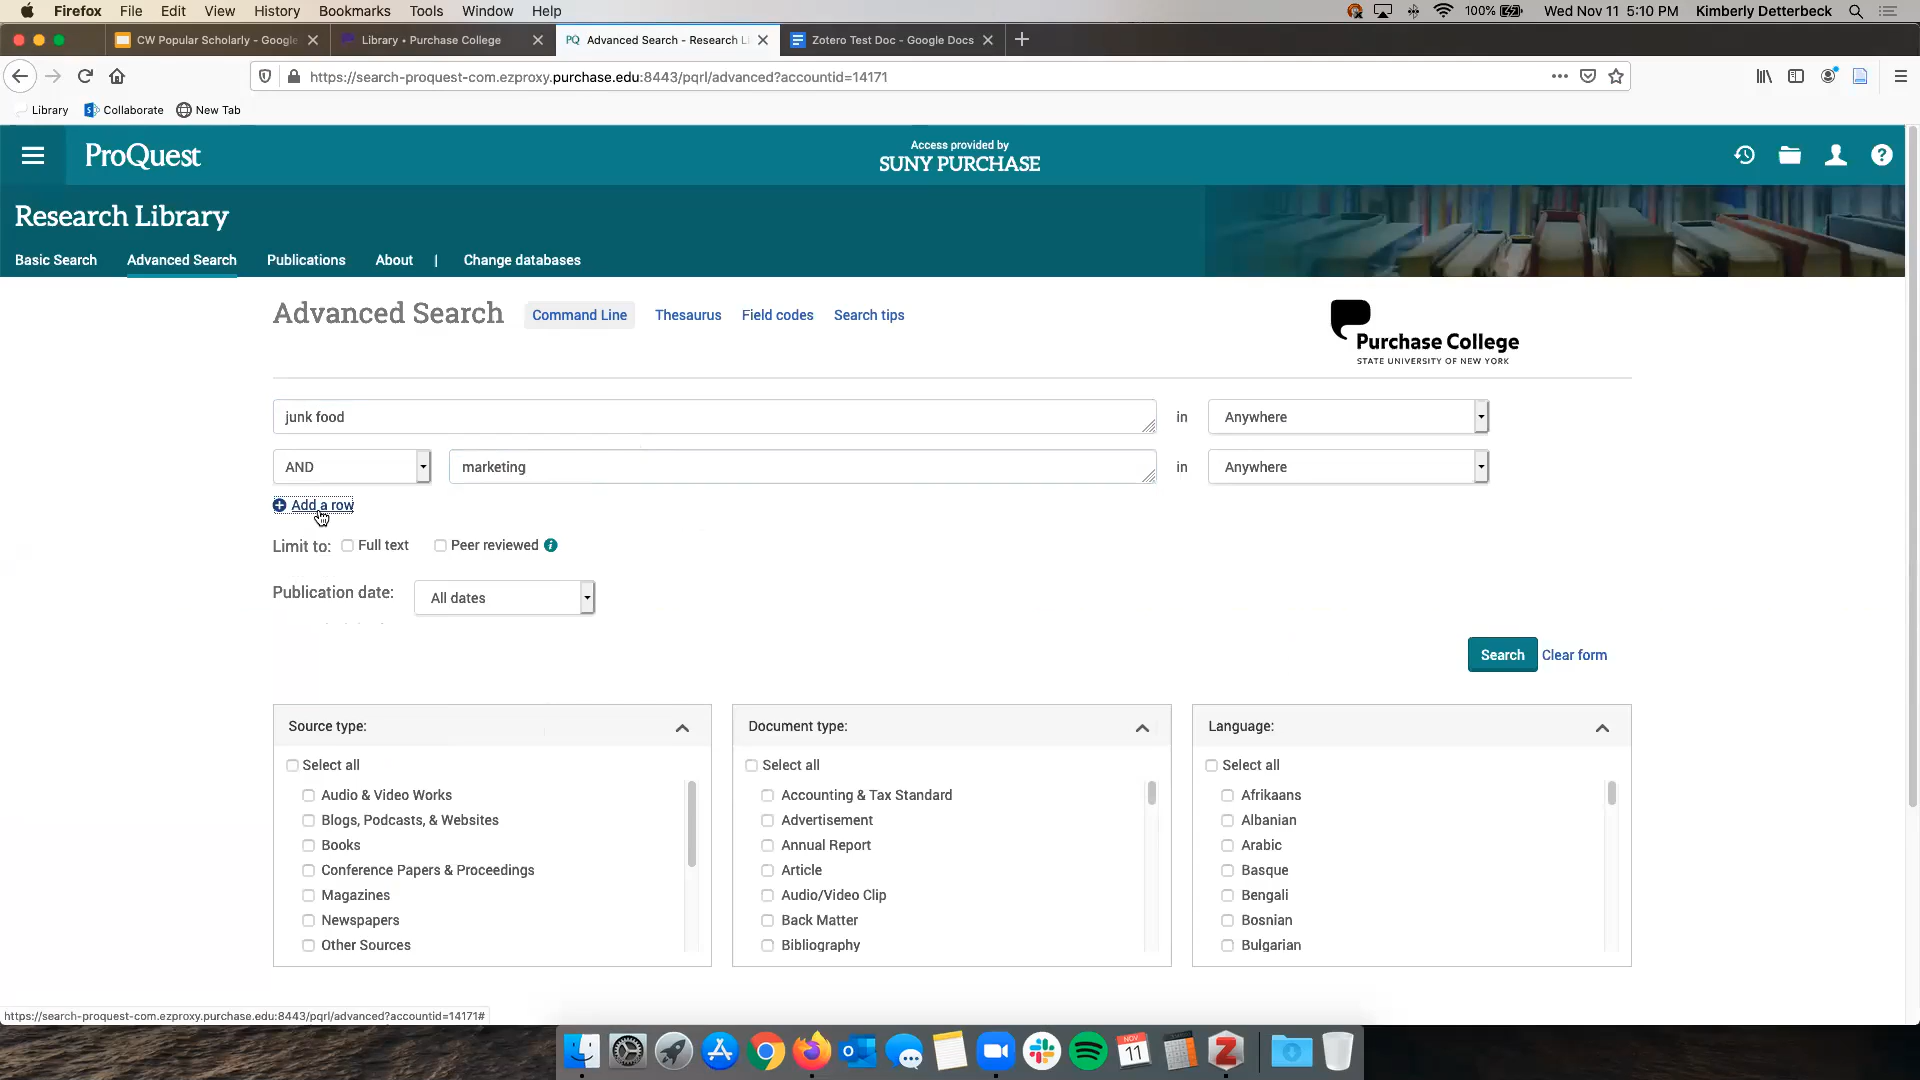 Firefox File Edit View History Bookmarks Tools Window Help 100% Wed Nov 11 5:10 PM Kimberly Detterbeck
CW Popular Scholarly - Google Library • Purchase College PQ Advanced Search - Research Li Zotero Test Doc - Google Docs
https://search-proquest-com.ezproxy.purchase.edu:8443/pqrl/advanced?accountid=14171
Library Collaborate New Tab
ProQuest
Access provided by
SUNY PURCHASE
Research Library
Basic Search Advanced Search Publications About | Change databases
Advanced Search Command Line Thesaurus Field codes Search tips
Purchase College
STATE UNIVERSITY OF NEW YORK
junk food in Anywhere
AND marketing in Anywhere
Add a row
Limit to: Full text Peer reviewed
Publication date: All dates
Search Clear form
Source type: Document type: Language:
Select all Select all Select all
Audio & Video Works Accounting & Tax Standard Afrikaans
Blogs, Podcasts, & Websites Advertisement Albanian
Books Annual Report Arabic
Conference Papers & Proceedings Article Basque
Magazines Audio/Video Clip Bengali
Newspapers Back Matter Bosnian
Other Sources Bibliography Bulgarian
https://search-proquest-com.ezproxy.purchase.edu:8443/pqrl/advanced?accountid=14171#
NOV
11